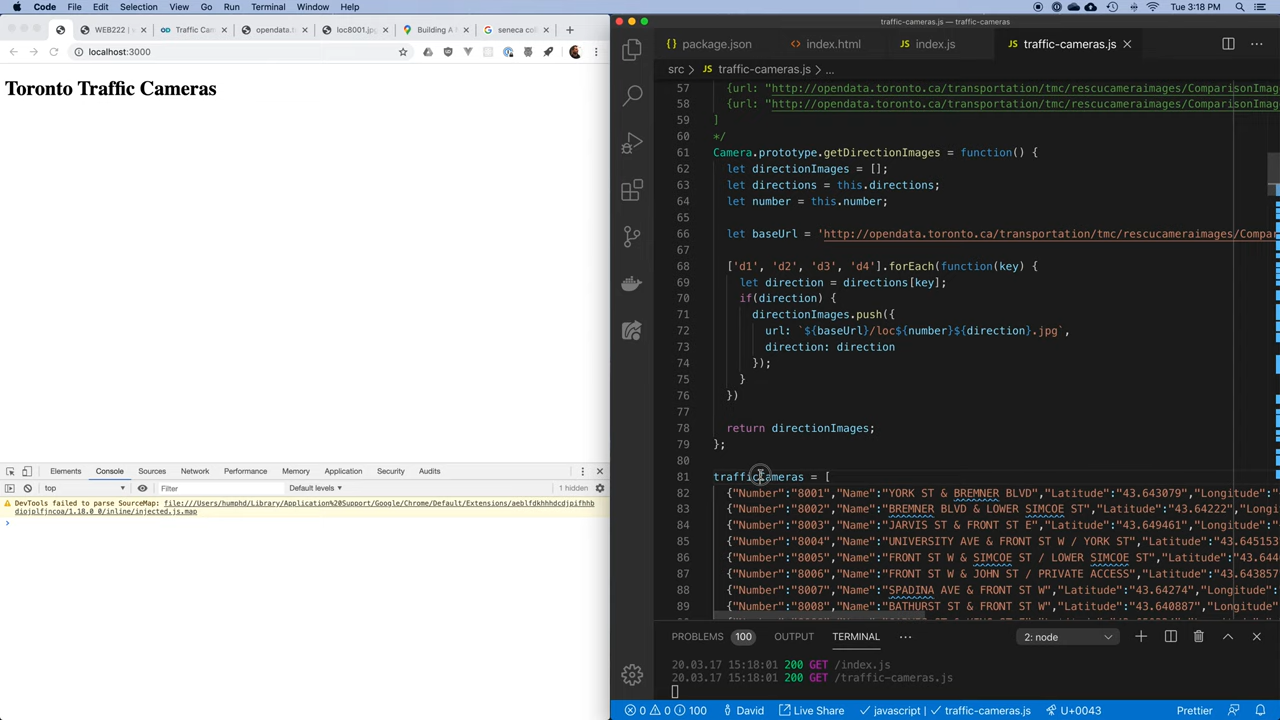 Code File Edit Selection View Go Run Terminal Window Help
Tue 3:18 PM
WEB222 |
Traffic Cam
opendata.t
loc8001.jpg
Building A M
seneca coll
localhost:3000
Toronto Traffic Cameras
Elements Console Sources Network Performance Memory Application Security Audits
top Filter Default levels 1 hidden
DevTools failed to parse SourceMap: file:///Users/humphd/Library/Application%20Support/Google/Chrome/Default/Extensions/aeblfdkhhhdcdjpifhhb
diojplfjncoa/1.18.0_0/inline/injected.js.map
traffic-cameras.js — traffic-cameras
package.json index.html index.js traffic-cameras.js
src > JS traffic-cameras.js > ...
57 {url: "http://opendata.toronto.ca/transportation/tmc/rescucameraimages/ComparisonImag
58 {url: "http://opendata.toronto.ca/transportation/tmc/rescucameraimages/ComparisonImag
59 ]
60 */
61 Camera.prototype.getDirectionImages = function() {
62 let directionImages = [];
63 let directions = this.directions;
64 let number = this.number;
65
66 let baseUrl = 'http://opendata.toronto.ca/transportation/tmc/rescucameraimages/Compar
67
68 ['d1', 'd2', 'd3', 'd4'].forEach(function(key) {
69 let direction = directions[key];
70 if(direction) {
71 directionImages.push({
72 url: `${baseUrl}/loc${number}${direction}.jpg`,
73 direction: direction
74 });
75 }
76 })
77
78 return directionImages;
79 };
80
81 trafficCameras = [
82 {"Number":"8001","Name":"YORK ST & BREMNER BLVD","Latitude":"43.643079","Longitude":
83 {"Number":"8002","Name":"BREMNER BLVD & LOWER SIMCOE ST","Latitude":"43.64222","Longi
84 {"Number":"8003","Name":"JARVIS ST & FRONT ST E","Latitude":"43.649461","Longitude":
85 {"Number":"8004","Name":"UNIVERSITY AVE & FRONT ST W / YORK ST","Latitude":"43.645153
86 {"Number":"8005","Name":"FRONT ST W & SIMCOE ST / LOWER SIMCOE ST","Latitude":"43.644
87 {"Number":"8006","Name":"FRONT ST W & JOHN ST / PRIVATE ACCESS","Latitude":"43.643857
88 {"Number":"8007","Name":"SPADINA AVE & FRONT ST W","Latitude":"43.64274","Longitude"
89 {"Number":"8008","Name":"BATHURST ST & FRONT ST W","Latitude":"43.640887","Longitude"
PROBLEMS 100 OUTPUT TERMINAL ... 2: node
20.03.17 15:18:01 200 GET /index.js
20.03.17 15:18:01 200 GET /traffic-cameras.js
0 0 100 David Live Share javascript | traffic-cameras.js U+0043 Prettier